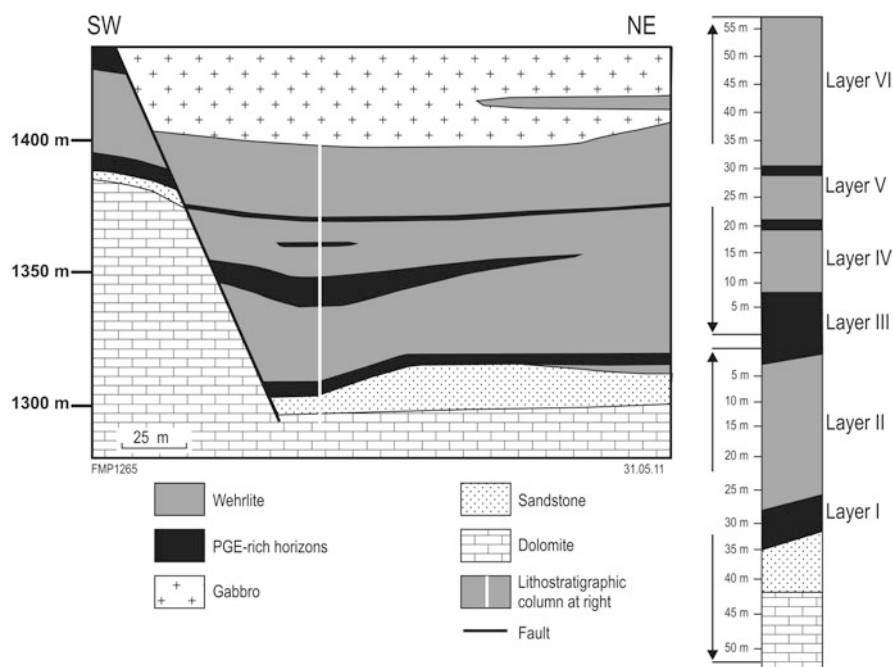 SW
NE
1400 m
1350 m
1300 m
25 m
FMP1265
31.05.11
Wehrlite
PGE-rich horizons
Gabbro
Sandstone
Dolomite
Lithostratigraphic
column at right
Fault
55 m
50 m
45 m
40 m
35 m
30 m
25 m
20 m
15 m
10 m
5 m
5 m
10 m
15 m
20 m
25 m
30 m
35 m
40 m
45 m
50 m
Layer VI
Layer V
Layer IV
Layer III
Layer II
Layer I